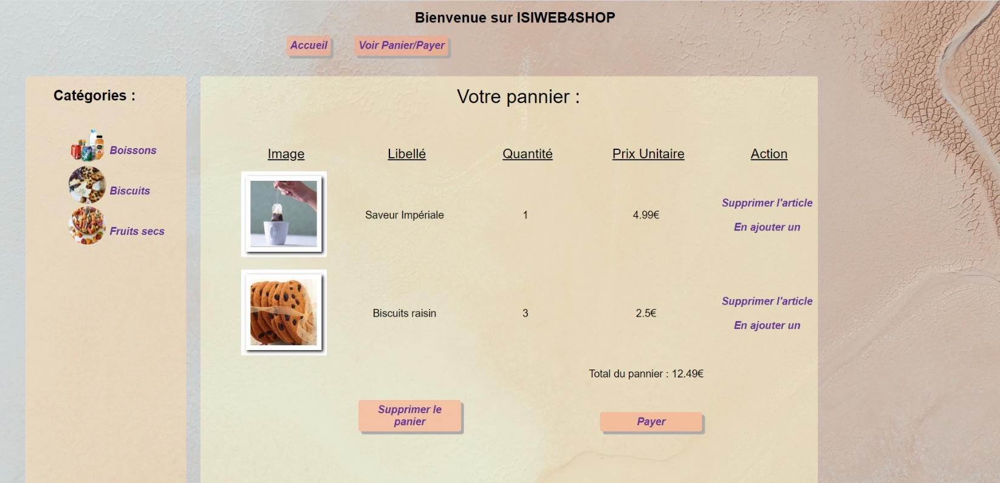 Bienvenue sur ISIWEB4SHOP
Accueil
Voir Panier/Payer
Catégories :
Boissons
Biscuits
Fruits secs
Votre pannier :
Image
Libellé
Quantité
Prix Unitaire
Action
Saveur Impériale
1
4.99€
Supprimer l'article
En ajouter un
Biscuits raisin
3
2.5€
Supprimer l'article
En ajouter un
Total du pannier : 12.49€
Supprimer le
panier
Payer